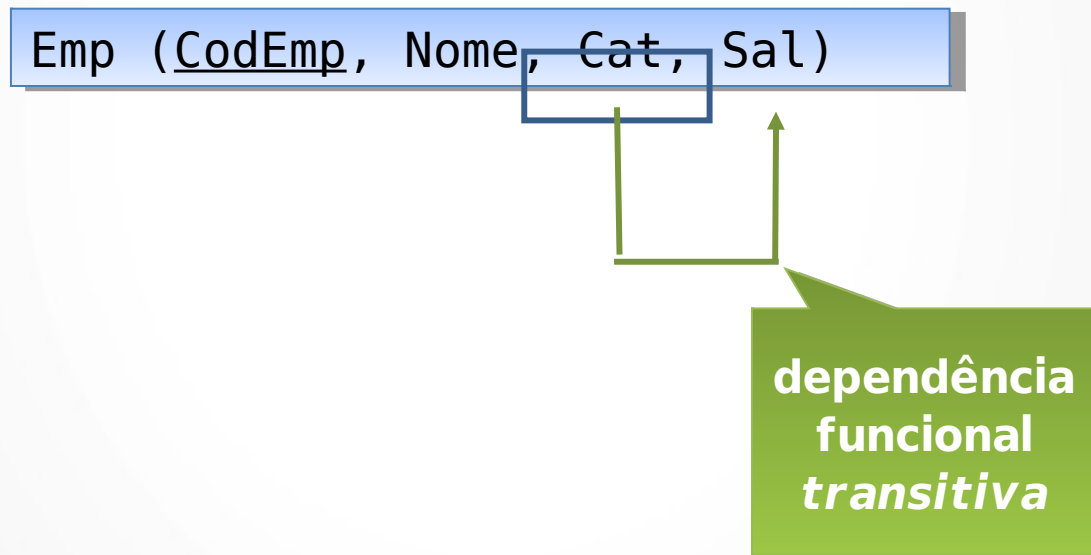 Emp (CodEmp, Nome, Cat, Sal)
dependência
funcional
transitiva